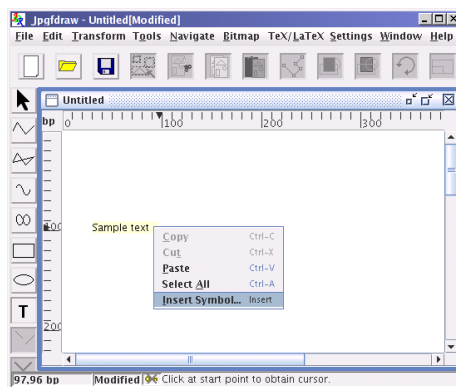 Jpgfdraw - Untitled[Modified]
File Edit Transform Tools Navigate Bitmap TeX/LaTeX Settings Window Help
Untitled
bp 0 100 200 300
100
Sample text
Copy Ctrl-C
Cut Ctrl-X
Paste Ctrl-V
Select All Ctrl-A
Insert Symbol... Insert
T
200
97,96 bp Modified Click at start point to obtain cursor.